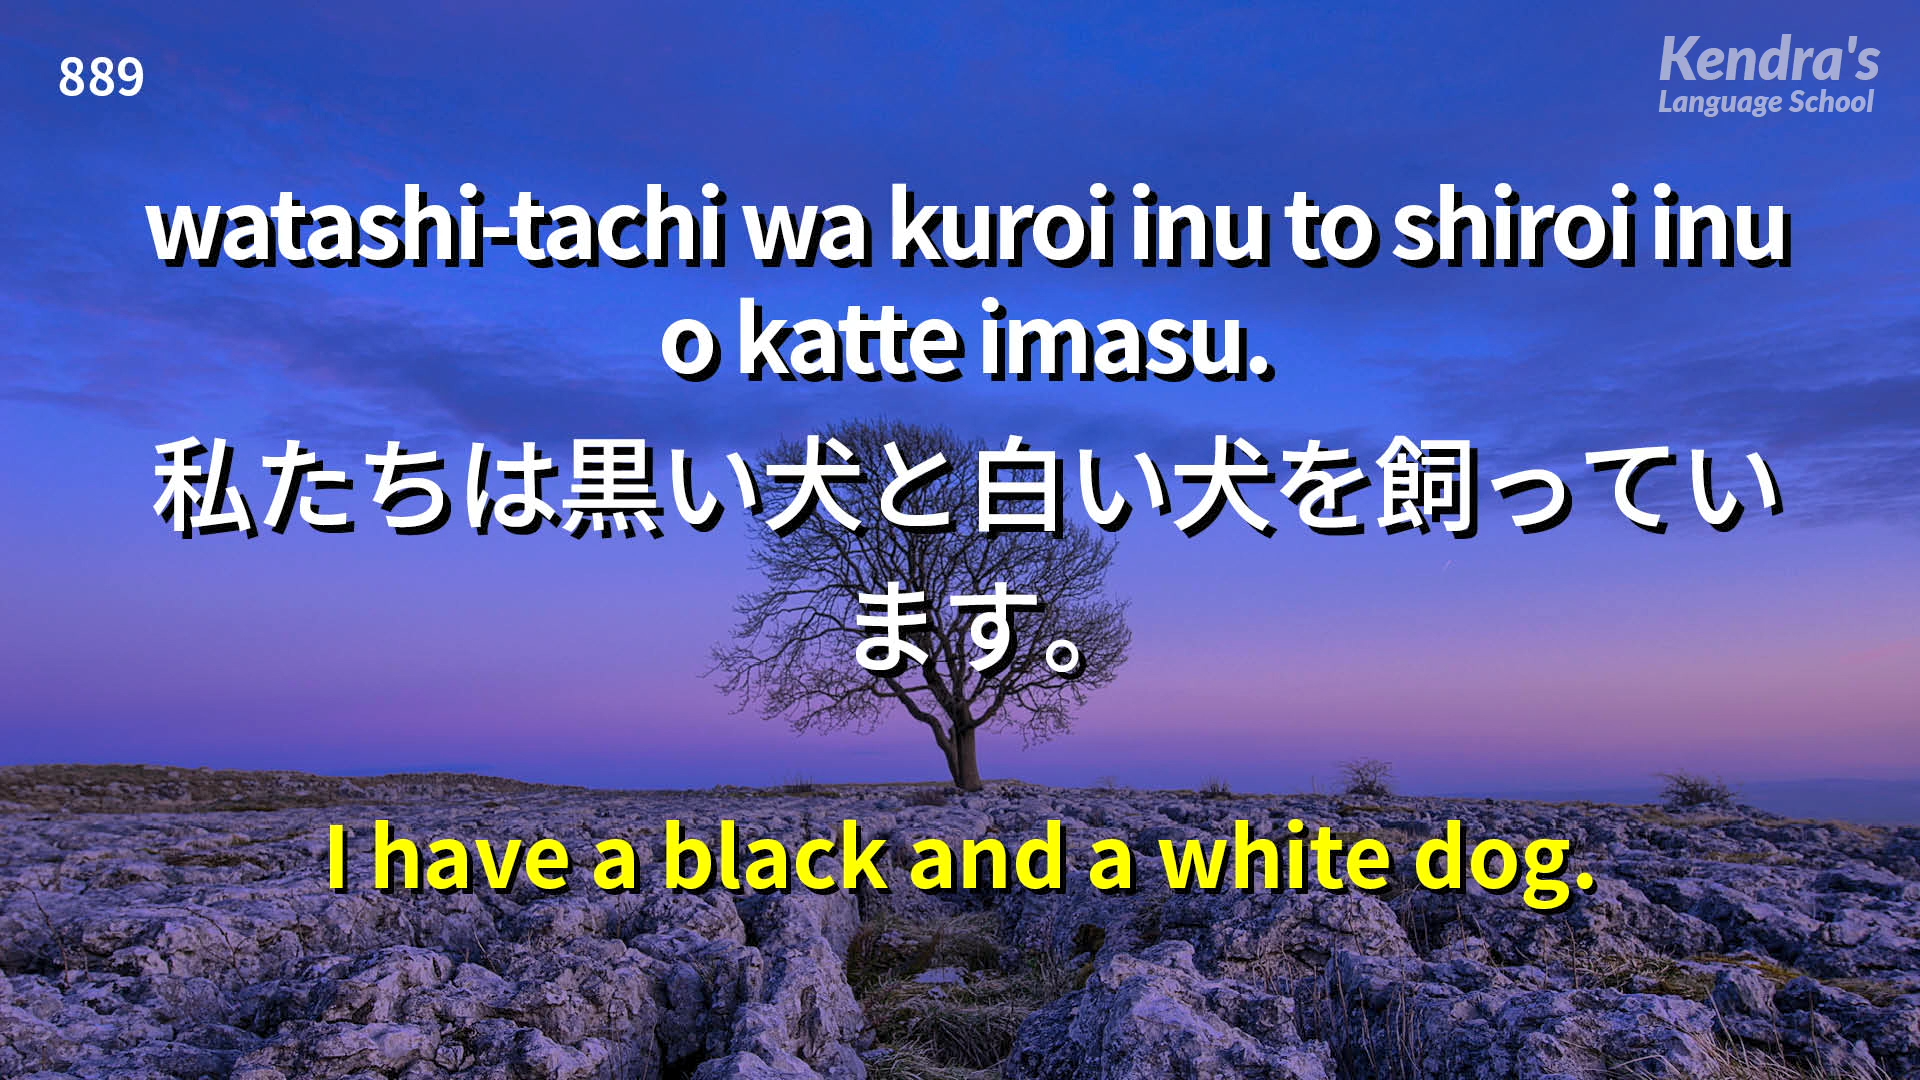 889
Kendra's
Language School
watashi-tachi wa kuroi inu to shiroi inu
o katte imasu.
私たちは黒い犬と白い犬を飼ってい
ます。
I have a black and a white dog.